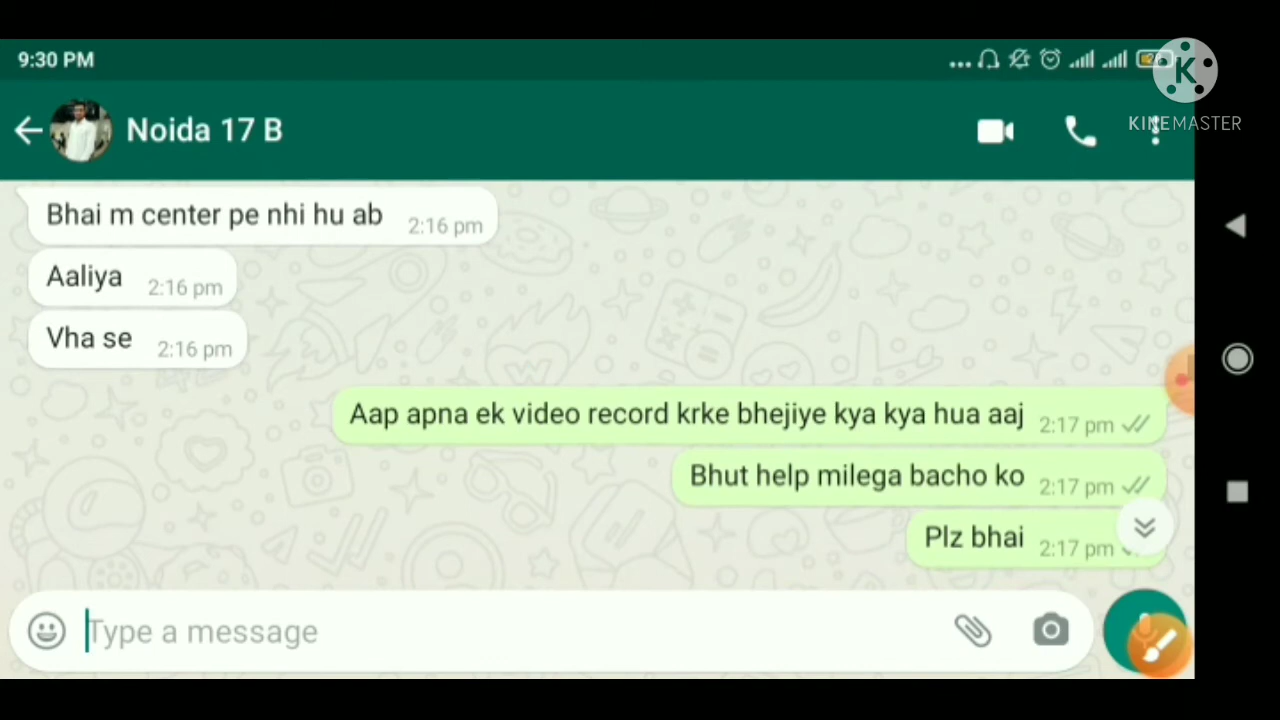 9:30 PM
K
KINEMASTER
Noida 17 B
Bhai m center pe nhi hu ab 2:16 pm
Aaliya 2:16 pm
Vha se 2:16 pm
Aap apna ek video record krke bhejiye kya kya hua aaj 2:17 pm
Bhut help milega bacho ko 2:17 pm
Plz bhai 2:17 pm
Type a message